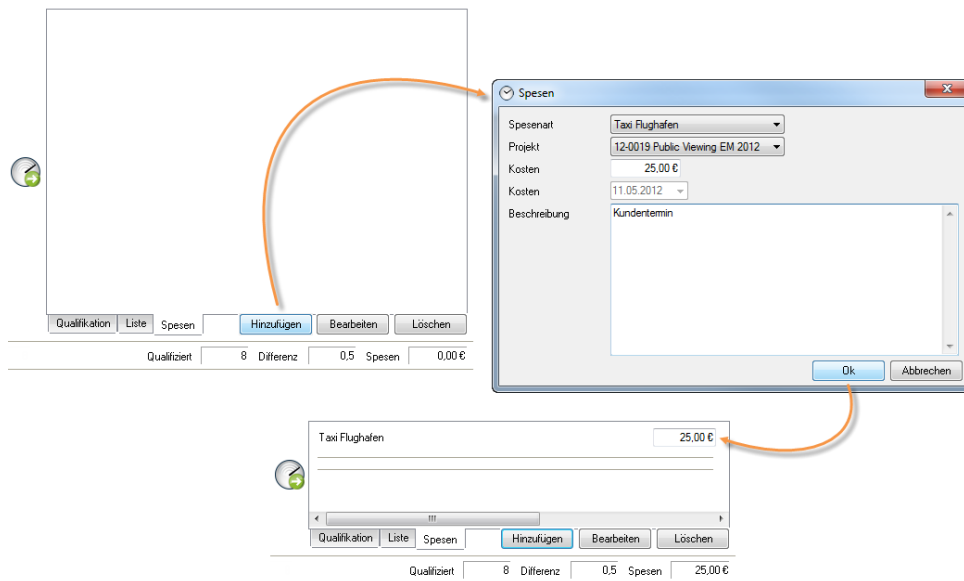 Qualifikation Liste Spesen Hinzufügen Bearbeiten Löschen
Qualifiziert 8 Differenz 0,5 Spesen 0,00 €
Spesen
Spesenart Taxi Flughafen
Projekt 12-0019 Public Viewing EM 2012
Kosten 25,00 €
Kosten 11.05.2012
Beschreibung Kundentermin
Ok Abbrechen
Taxi Flughafen 25,00 €
Qualifikation Liste Spesen Hinzufügen Bearbeiten Löschen
Qualifiziert 8 Differenz 0,5 Spesen 25,00 €